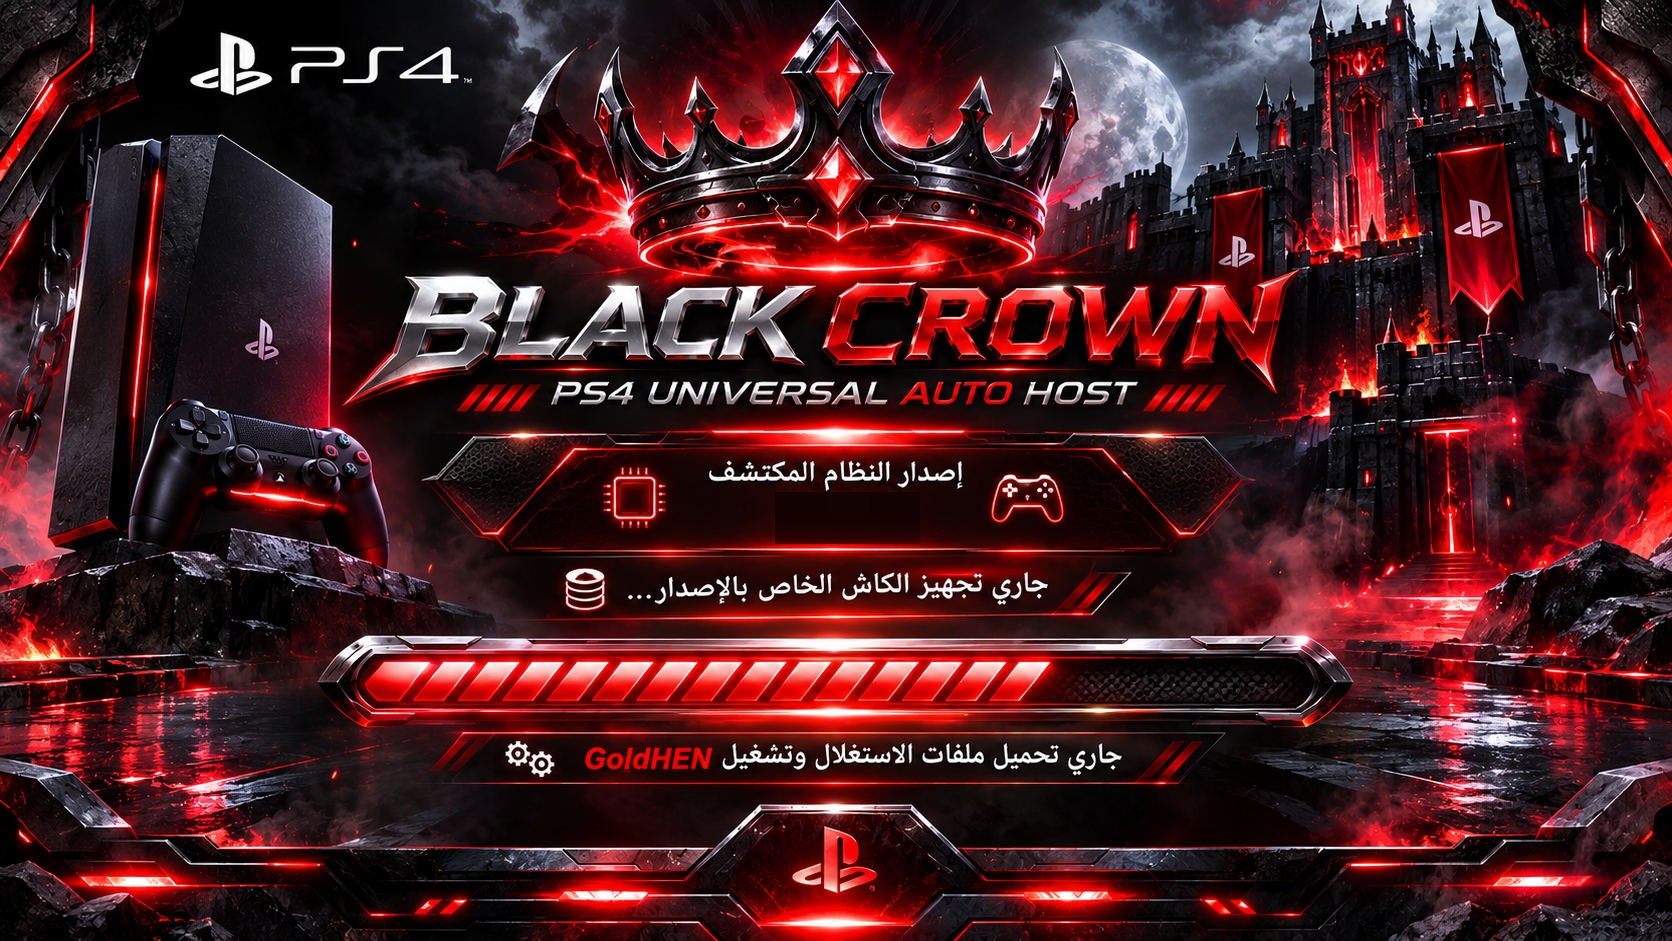 PS4™
BLACK CROWN
PS4 UNIVERSAL AUTO HOST
إصدار النظام المكتشف
جاري تجهيز الكاش الخاص بالإصدار...
جاري تحميل ملفات الاستغلال وتشغيل GoldHEN